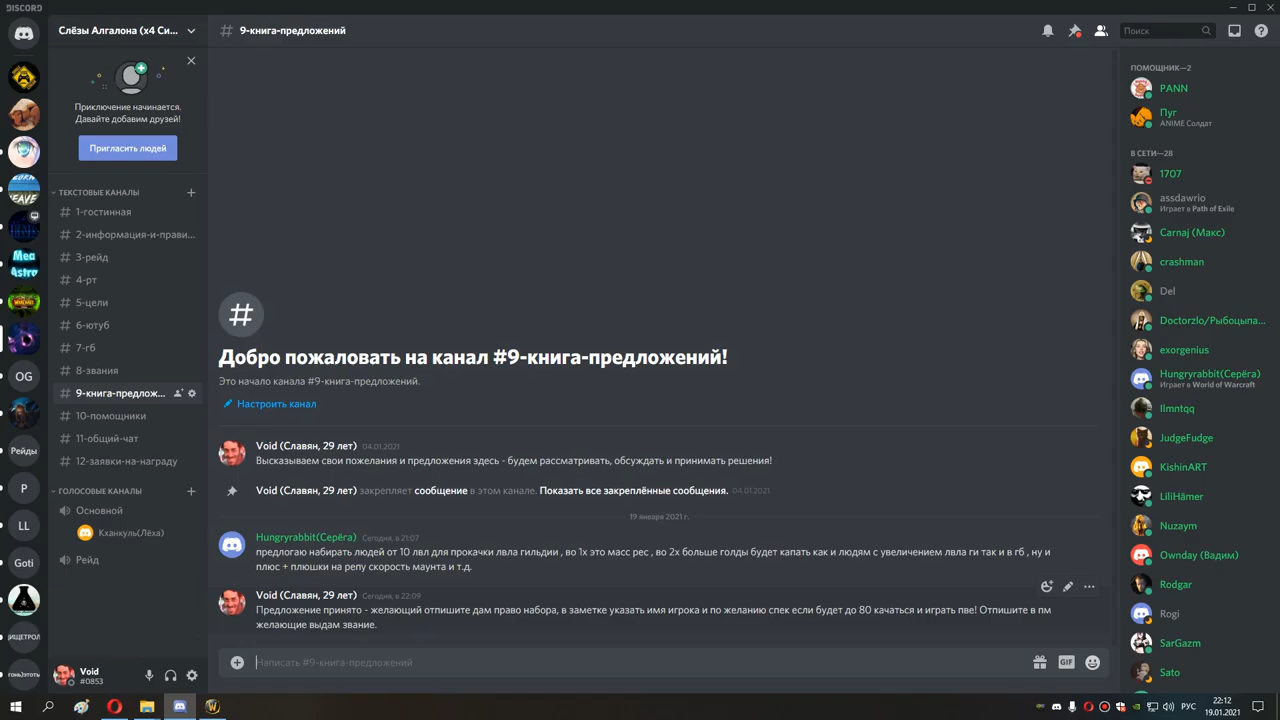 DISCORD
Слёзы Алгалона (x4 Си...
9-книга-предложений
Поиск
Приключение начинается.
Давайте добавим друзей!
Пригласить людей
ТЕКСТОВЫЕ КАНАЛЫ
1-гостинная
2-информация-и-прави...
3-рейд
4-рт
5-цели
6-ютуб
7-гб
8-звания
9-книга-предлож...
10-помощники
11-общий-чат
12-заявки-на-награду
ГОЛОСОВЫЕ КАНАЛЫ
Основной
Кханкуль(Лёха)
Рейд
OG
Рейды
P
LL
Goti
ИЩЕТРОЛ
Void
#0853
Добро пожаловать на канал #9-книга-предложений!
Это начало канала #9-книга-предложений.
Настроить канал
Void (Славян, 29 лет) 04.01.2021
Высказываем свои пожелания и предложения здесь - будем рассматривать, обсуждать и принимать решения!
Void (Славян, 29 лет) закрепляет сообщение в этом канале. Показать все закреплённые сообщения. 04.01.2021
19 января 2021 г.
Hungryrabbit(Серёга) Сегодня, в 21:07
предлогаю набирать людей от 10 лвл для прокачки лвла гильдии , во 1х это масс рес , во 2х больше голды будет капать как и людям с увеличением лвла ги так и в гб , ну и
плюс + плюшки на репу скорость маунта и т.д.
Void (Славян, 29 лет) Сегодня, в 22:09
Предложение принято - желающий отпишите дам право набора, в заметке указать имя игрока и по желанию спек если будет до 80 качаться и играть пве! Отпишите в пм
желающие выдам звание.
Написать #9-книга-предложений
GIF
ПОМОЩНИК—2
PANN
Пуг
ANIME Солдат
В СЕТИ—28
1707
assdawrio
Играет в Path of Exile
Carnaj (Макс)
crashman
Del
Doctorzlo/Рыбоцыпа...
exorgenius
Hungryrabbit(Серёга)
Играет в World of Warcraft
Ilmntqq
JudgeFudge
KishinART
LiliHämer
Nuzaym
Ownday (Вадим)
Rodgar
Rogi
SarGazm
Sato
РУС
22:12
19.01.2021